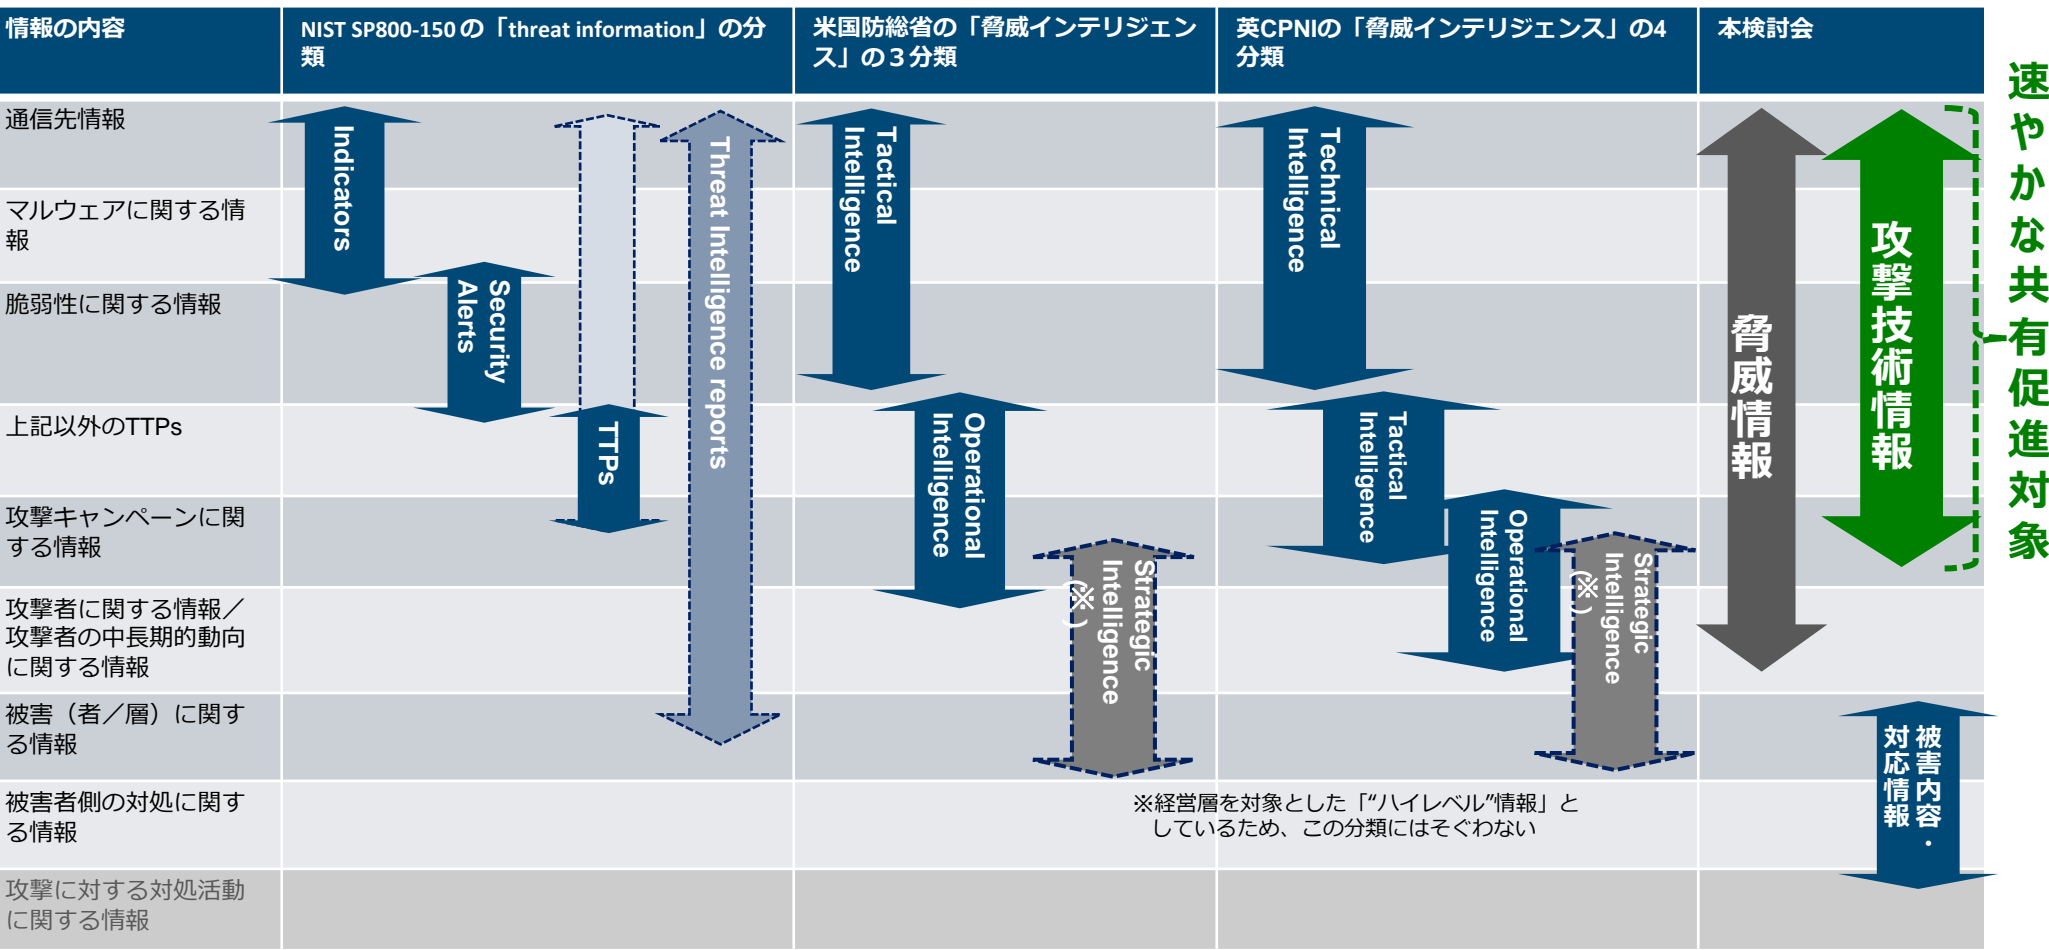 情報の内容
NIST SP800-150の「threat information」の分
類
米国防総省の「脅威インテリジェン
ス」の３分類
英CPNIの「脅威インテリジェンス」の4
分類
本検討会
通信先情報
マルウェアに関する情
報
脆弱性に関する情報
上記以外のTTPs
攻撃キャンペーンに関
する情報
攻撃者に関する情報／
攻撃者の中長期的動向
に関する情報
被害（者／層）に関す
る情報
被害者側の対処に関す
る情報
攻撃に対する対処活動
に関する情報
Indicators
Security
Alerts
TTPs
Threat Intelligence reports
Tactical
Intelligence
Operational
Intelligence
Strategic
Intelligence
(※)
Technical
Intelligence
Tactical
Intelligence
Operational
Intelligence
Strategic
Intelligence
(※)
※経営層を対象とした「“ハイレベル”情報」と
しているため、この分類にはそぐわない
脅威情報
攻撃技術情報
被害内容・
対応情報
速やかな共有促進対象